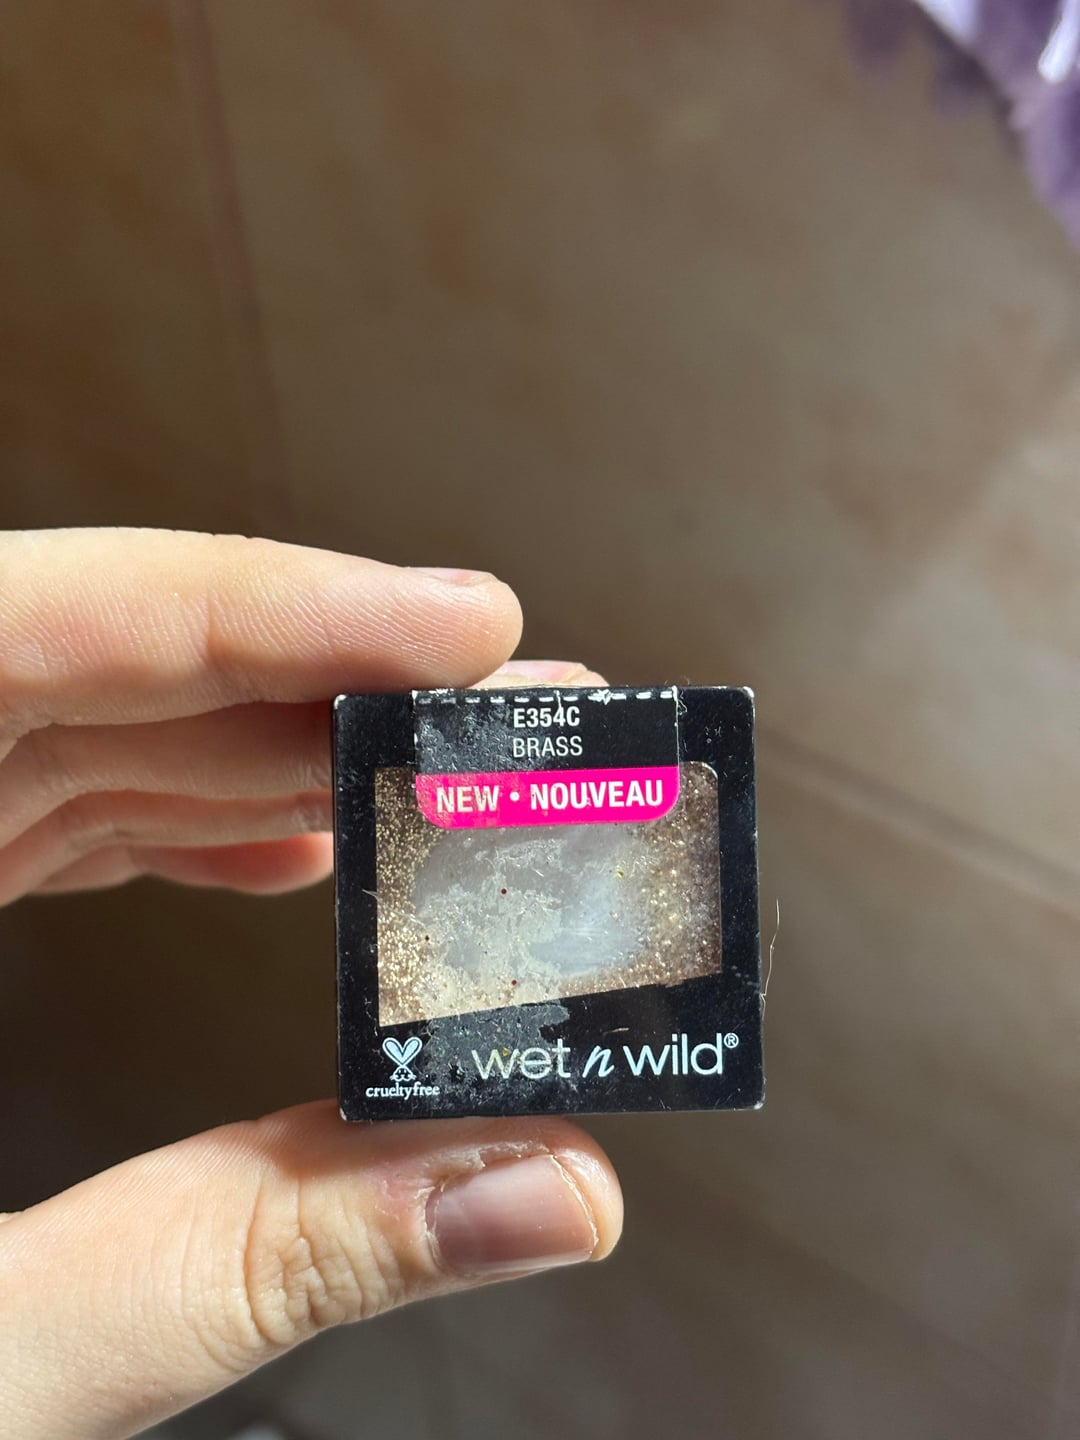 E354C
BRASS
NEW • NOUVEAU
wet n wild®
crueltyfree